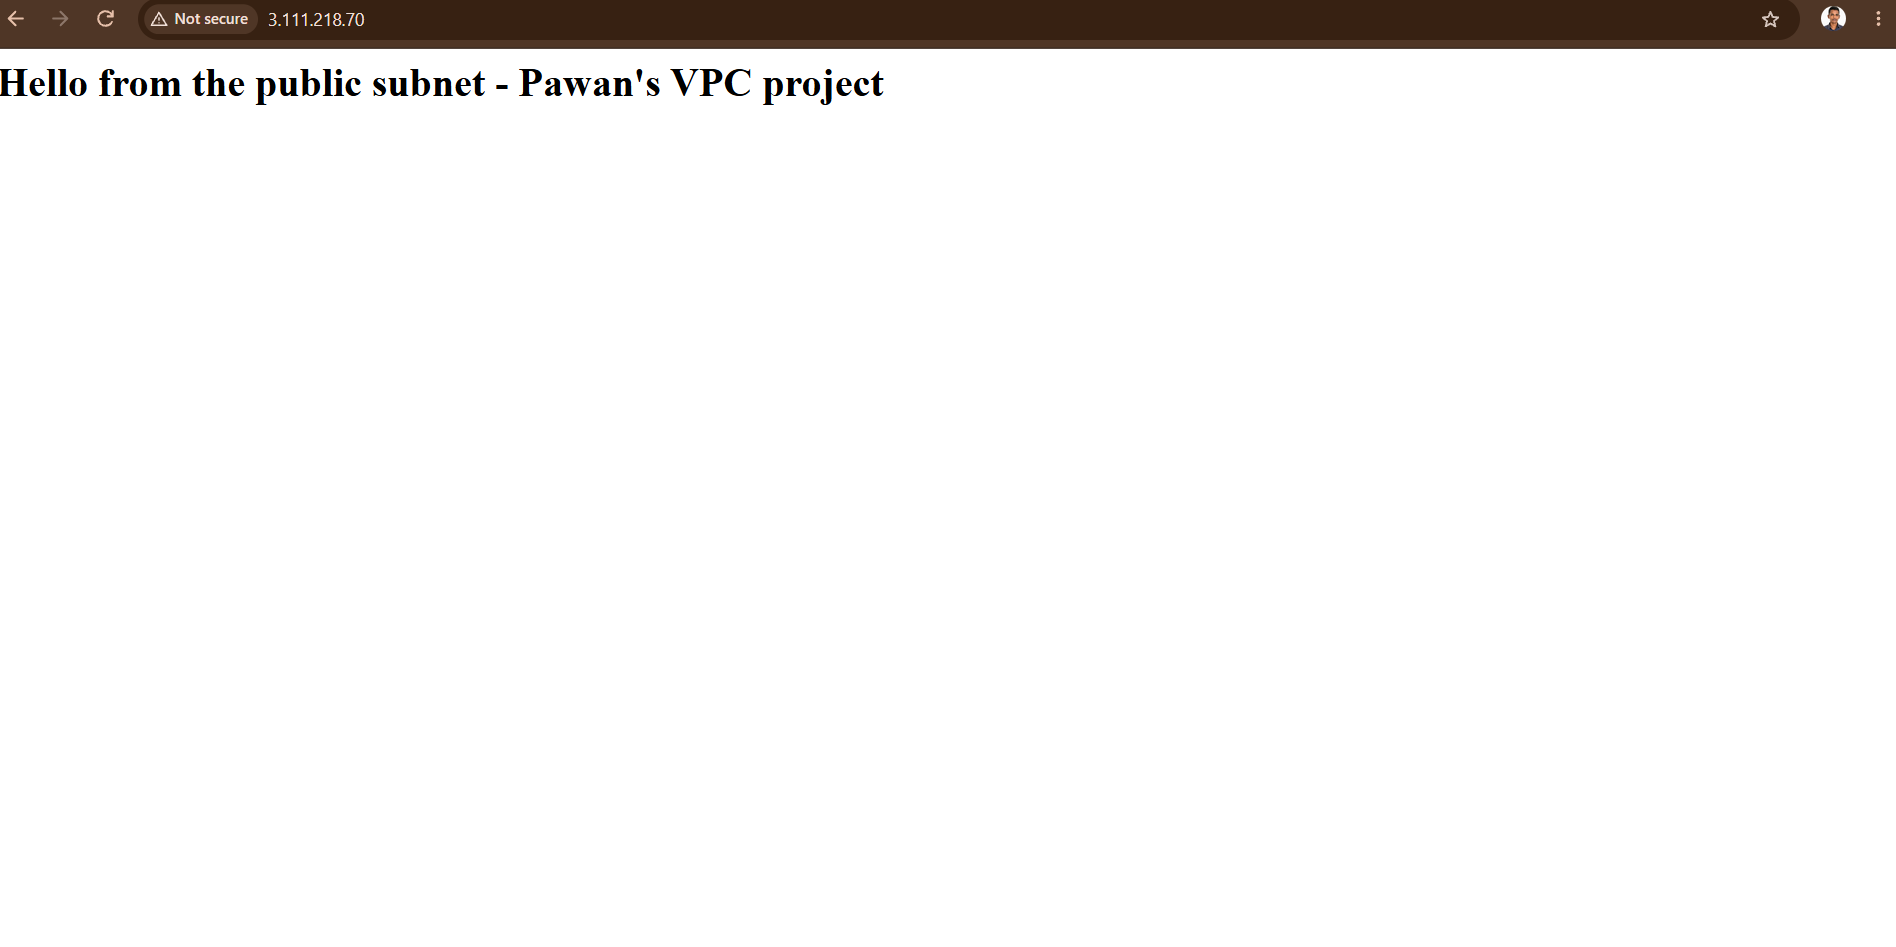 Not secure 3.111.218.70
Hello from the public subnet - Pawan's VPC project